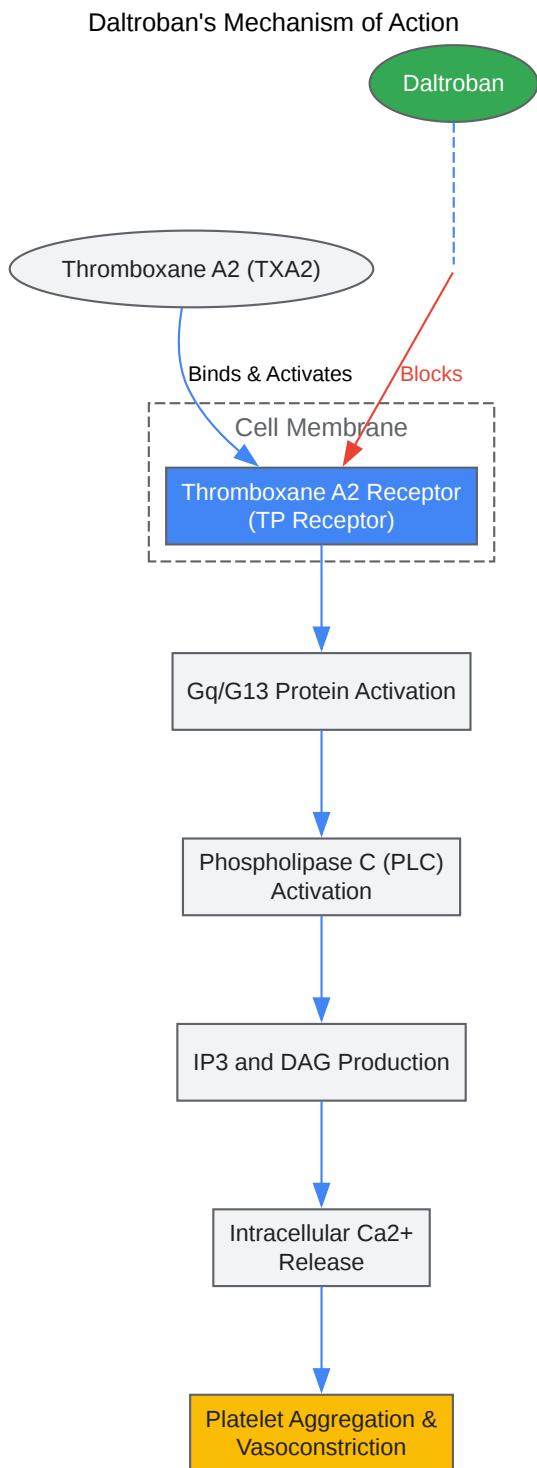 Daltroban's Mechanism of Action
Daltroban
Thromboxane A2 (TXA2)
Binds & Activates
Blocks
Cell Membrane
Thromboxane A2 Receptor
(TP Receptor)
Gq/G13 Protein Activation
Phospholipase C (PLC)
Activation
IP3 and DAG Production
Intracellular Ca2+
Release
Platelet Aggregation &
Vasoconstriction